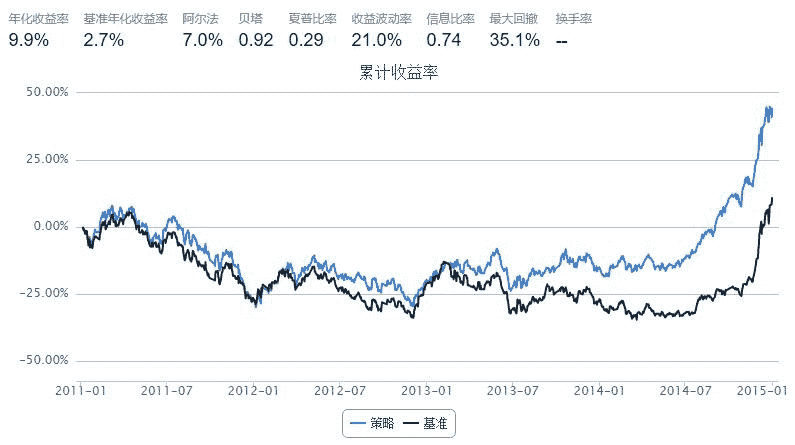 年化收益率 基准年化收益率 阿尔法 贝塔 夏普比率 收益波动率 信息比率 最大回撤 换手率
9.9% 2.7% 7.0% 0.92 0.29 21.0% 0.74 35.1% --
累计收益率
50.00%
25.00%
0.00%
-25.00%
-50.00%
2011-01 2011-07 2012-01 2012-07 2013-01 2013-07 2014-01 2014-07 2015-01
策略 基准